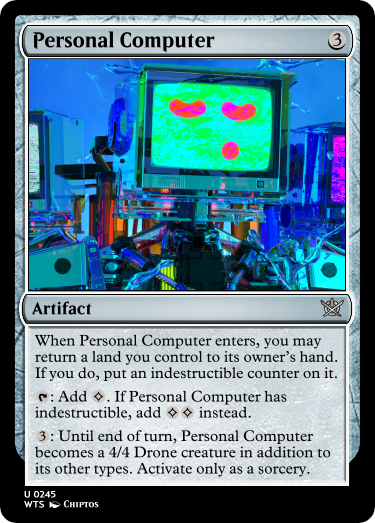 Personal Computer 3
Artifact
When Personal Computer enters, you may
return a land you control to its owner's hand.
If you do, put an indestructible counter on it.
: Add . If Personal Computer has
indestructible, add instead.
3: Until end of turn, Personal Computer
becomes a 4/4 Drone creature in addition to
its other types. Activate only as a sorcery.
U 0245
WTS Chiptos